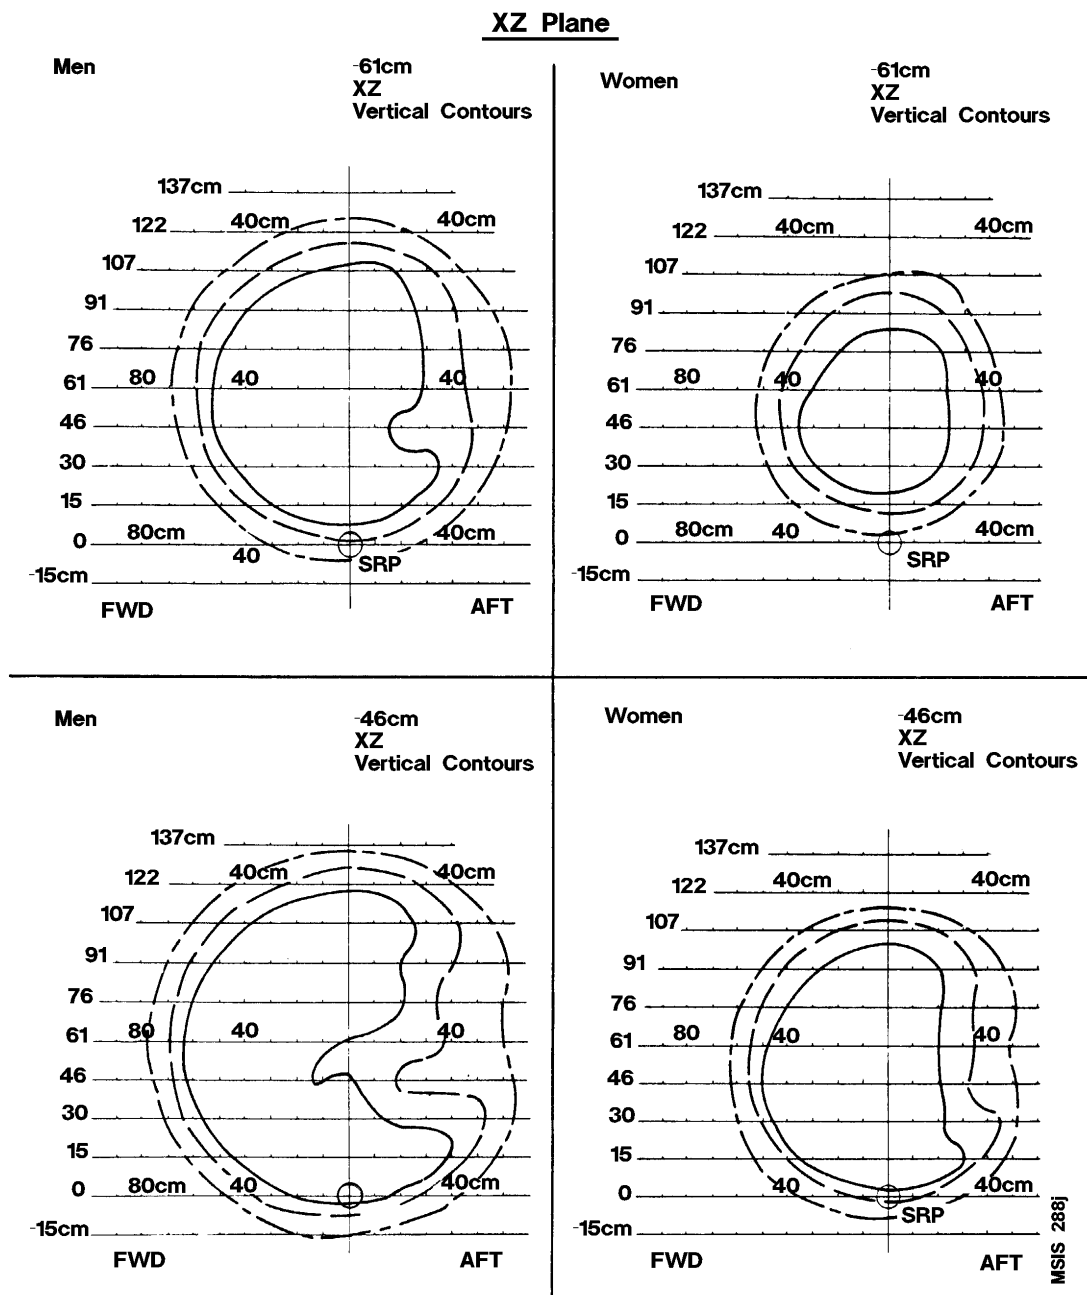 XZ Plane
Men
-61cm
XZ
Vertical Contours
137cm
122 40cm 40cm
107
91
76
61 80 40 40
46
30
15
0 80cm 40 40cm
SRP
-15cm
FWD AFT
Women
-61cm
XZ
Vertical Contours
137cm
122 40cm 40cm
107
91
76
61 80 40 40
46
30
15
0 80cm 40 40cm
SRP
-15cm
FWD AFT
Men
-46cm
XZ
Vertical Contours
137cm
122 40cm 40cm
107
91
76
61 80 40 40
46
30
15
0 80cm 40 40cm
-15cm
FWD AFT
Women
-46cm
XZ
Vertical Contours
137cm
122 40cm 40cm
107
91
76
61 80 40 40
46
30
15
0 80cm 40 40cm
SRP
-15cm
FWD AFT
MSIS 288j